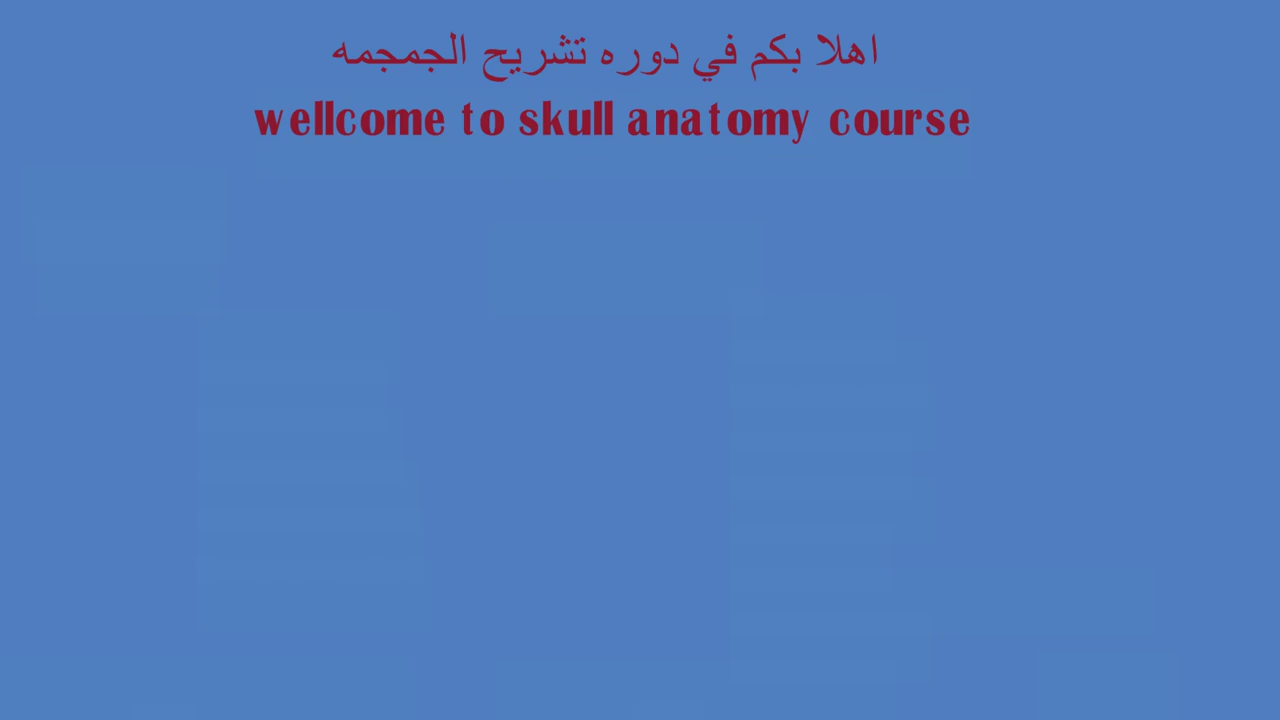 اهلا بكم في دوره تشريح الجمجمه
wellcome to skull anatomy course